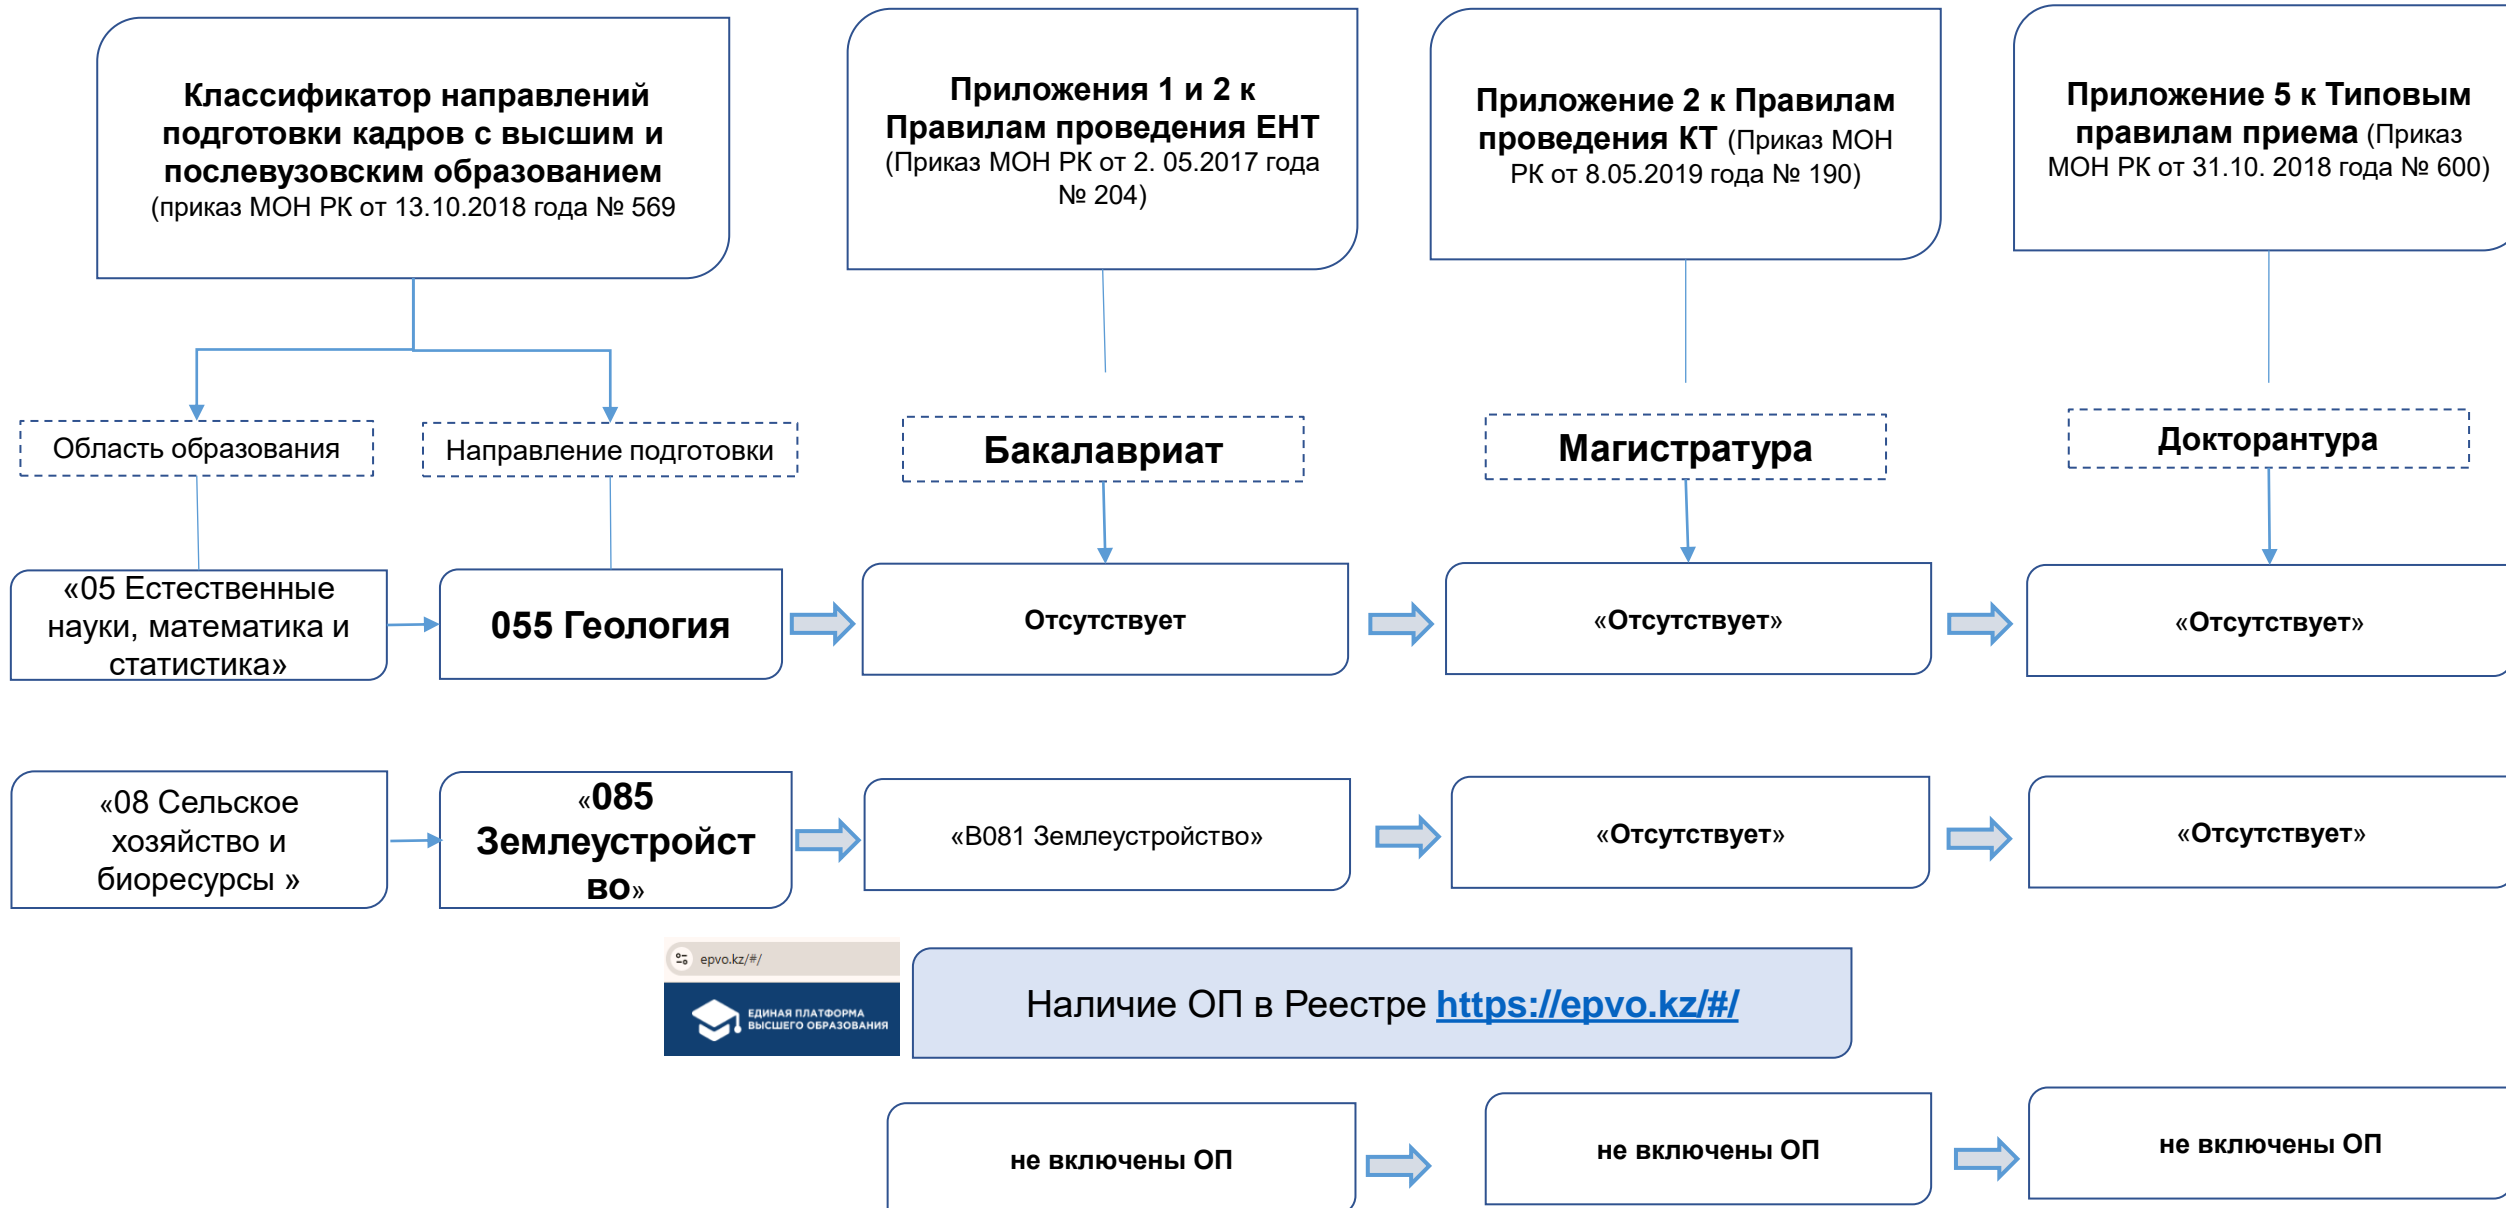 Классификатор направлений
подготовки кадров с высшим и
послевузовским образованием
(приказ МОН РК от 13.10.2018 года № 569
Приложения 1 и 2 к
Правилам проведения ЕНТ
(Приказ МОН РК от 2. 05.2017 года
№ 204)
Приложение 2 к Правилам
проведения КТ (Приказ МОН
РК от 8.05.2019 года № 190)
Приложение 5 к Типовым
правилам приема (Приказ
МОН РК от 31.10. 2018 года № 600)
Область образования
Направление подготовки
Бакалавриат
Магистратура
Докторантура
«05 Естественные
науки, математика и
статистика»
055 Геология
Отсутствует
«Отсутствует»
«Отсутствует»
«08 Сельское
хозяйство и
биоресурсы »
«085
Землеустройст
во»
«В081 Землеустройство»
«Отсутствует»
«Отсутствует»
epvo.kz/#/
ЕДИНАЯ ПЛАТФОРМА
ВЫСШЕГО ОБРАЗОВАНИЯ
Наличие ОП в Реестре https://epvo.kz/#/
не включены ОП
не включены ОП
не включены ОП